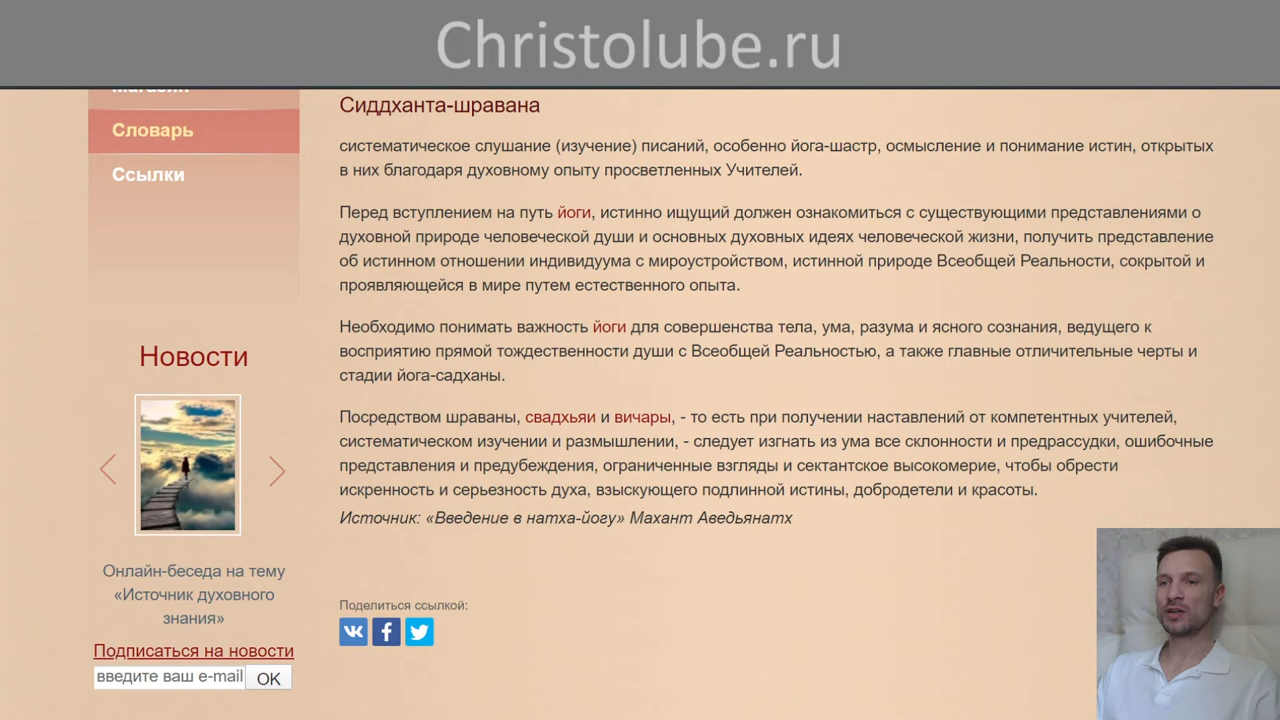 Christolube.ru
Магазин
Словарь
Ссылки
Новости
Онлайн-беседа на тему
«Источник духовного
знания»
Подписаться на новости
введите ваш e-mail OK
Сиддханта-шравана
систематическое слушание (изучение) писаний, особенно йога-шастр, осмысление и понимание истин, открытых
в них благодаря духовному опыту просветленных Учителей.
Перед вступлением на путь йоги, истинно ищущий должен ознакомиться с существующими представлениями о
духовной природе человеческой души и основных духовных идеях человеческой жизни, получить представление
об истинном отношении индивидуума с мироустройством, истинной природе Всеобщей Реальности, сокрытой и
проявляющейся в мире путем естественного опыта.
Необходимо понимать важность йоги для совершенства тела, ума, разума и ясного сознания, ведущего к
восприятию прямой тождественности души с Всеобщей Реальностью, а также главные отличительные черты и
стадии йога-садханы.
Посредством шраваны, свадхьяи и вичары, - то есть при получении наставлений от компетентных учителей,
систематическом изучении и размышлении, - следует изгнать из ума все склонности и предрассудки, ошибочные
представления и предубеждения, ограниченные взгляды и сектантское высокомерие, чтобы обрести
искренность и серьезность духа, взыскующего подлинной истины, добродетели и красоты.
Источник: «Введение в натха-йогу» Махант Аведьянатх
Поделиться ссылкой: